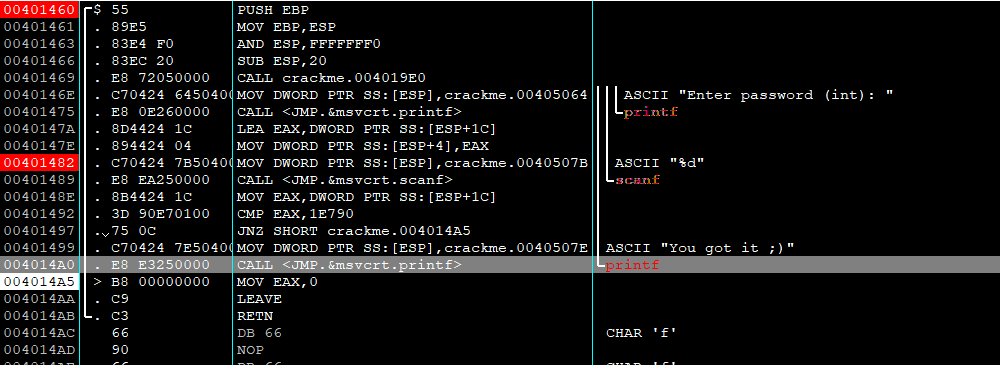 00401460 $ 55 PUSH EBP
00401461 . 89E5 MOV EBP,ESP
00401463 . 83E4 F0 AND ESP,FFFFFFF0
00401466 . 83EC 20 SUB ESP,20
00401469 . E8 72050000 CALL crackme.004019E0
0040146E . C70424 645040 MOV DWORD PTR SS:[ESP],crackme.00405064 ASCII "Enter password (int): "
00401475 . E8 0E260000 CALL <JMP.&msvcrt.printf> printf
0040147A . 8D4424 1C LEA EAX,DWORD PTR SS:[ESP+1C]
0040147E . 894424 04 MOV DWORD PTR SS:[ESP+4],EAX
00401482 . C70424 7B5040 MOV DWORD PTR SS:[ESP],crackme.0040507B ASCII "%d"
00401489 . E8 EA250000 CALL <JMP.&msvcrt.scanf> scanf
0040148E . 8B4424 1C MOV EAX,DWORD PTR SS:[ESP+1C]
00401492 . 3D 90E70100 CMP EAX,1E790
00401497 . 75 0C JNZ SHORT crackme.004014A5
00401499 . C70424 7E5040 MOV DWORD PTR SS:[ESP],crackme.0040507E ASCII "You got it ;)"
004014A0 . E8 E3250000 CALL <JMP.&msvcrt.printf> printf
004014A5 > B8 00000000 MOV EAX,0
004014AA . C9 LEAVE
004014AB . C3 RETN
004014AC 66 DB 66 CHAR 'f'
004014AD 90 NOP